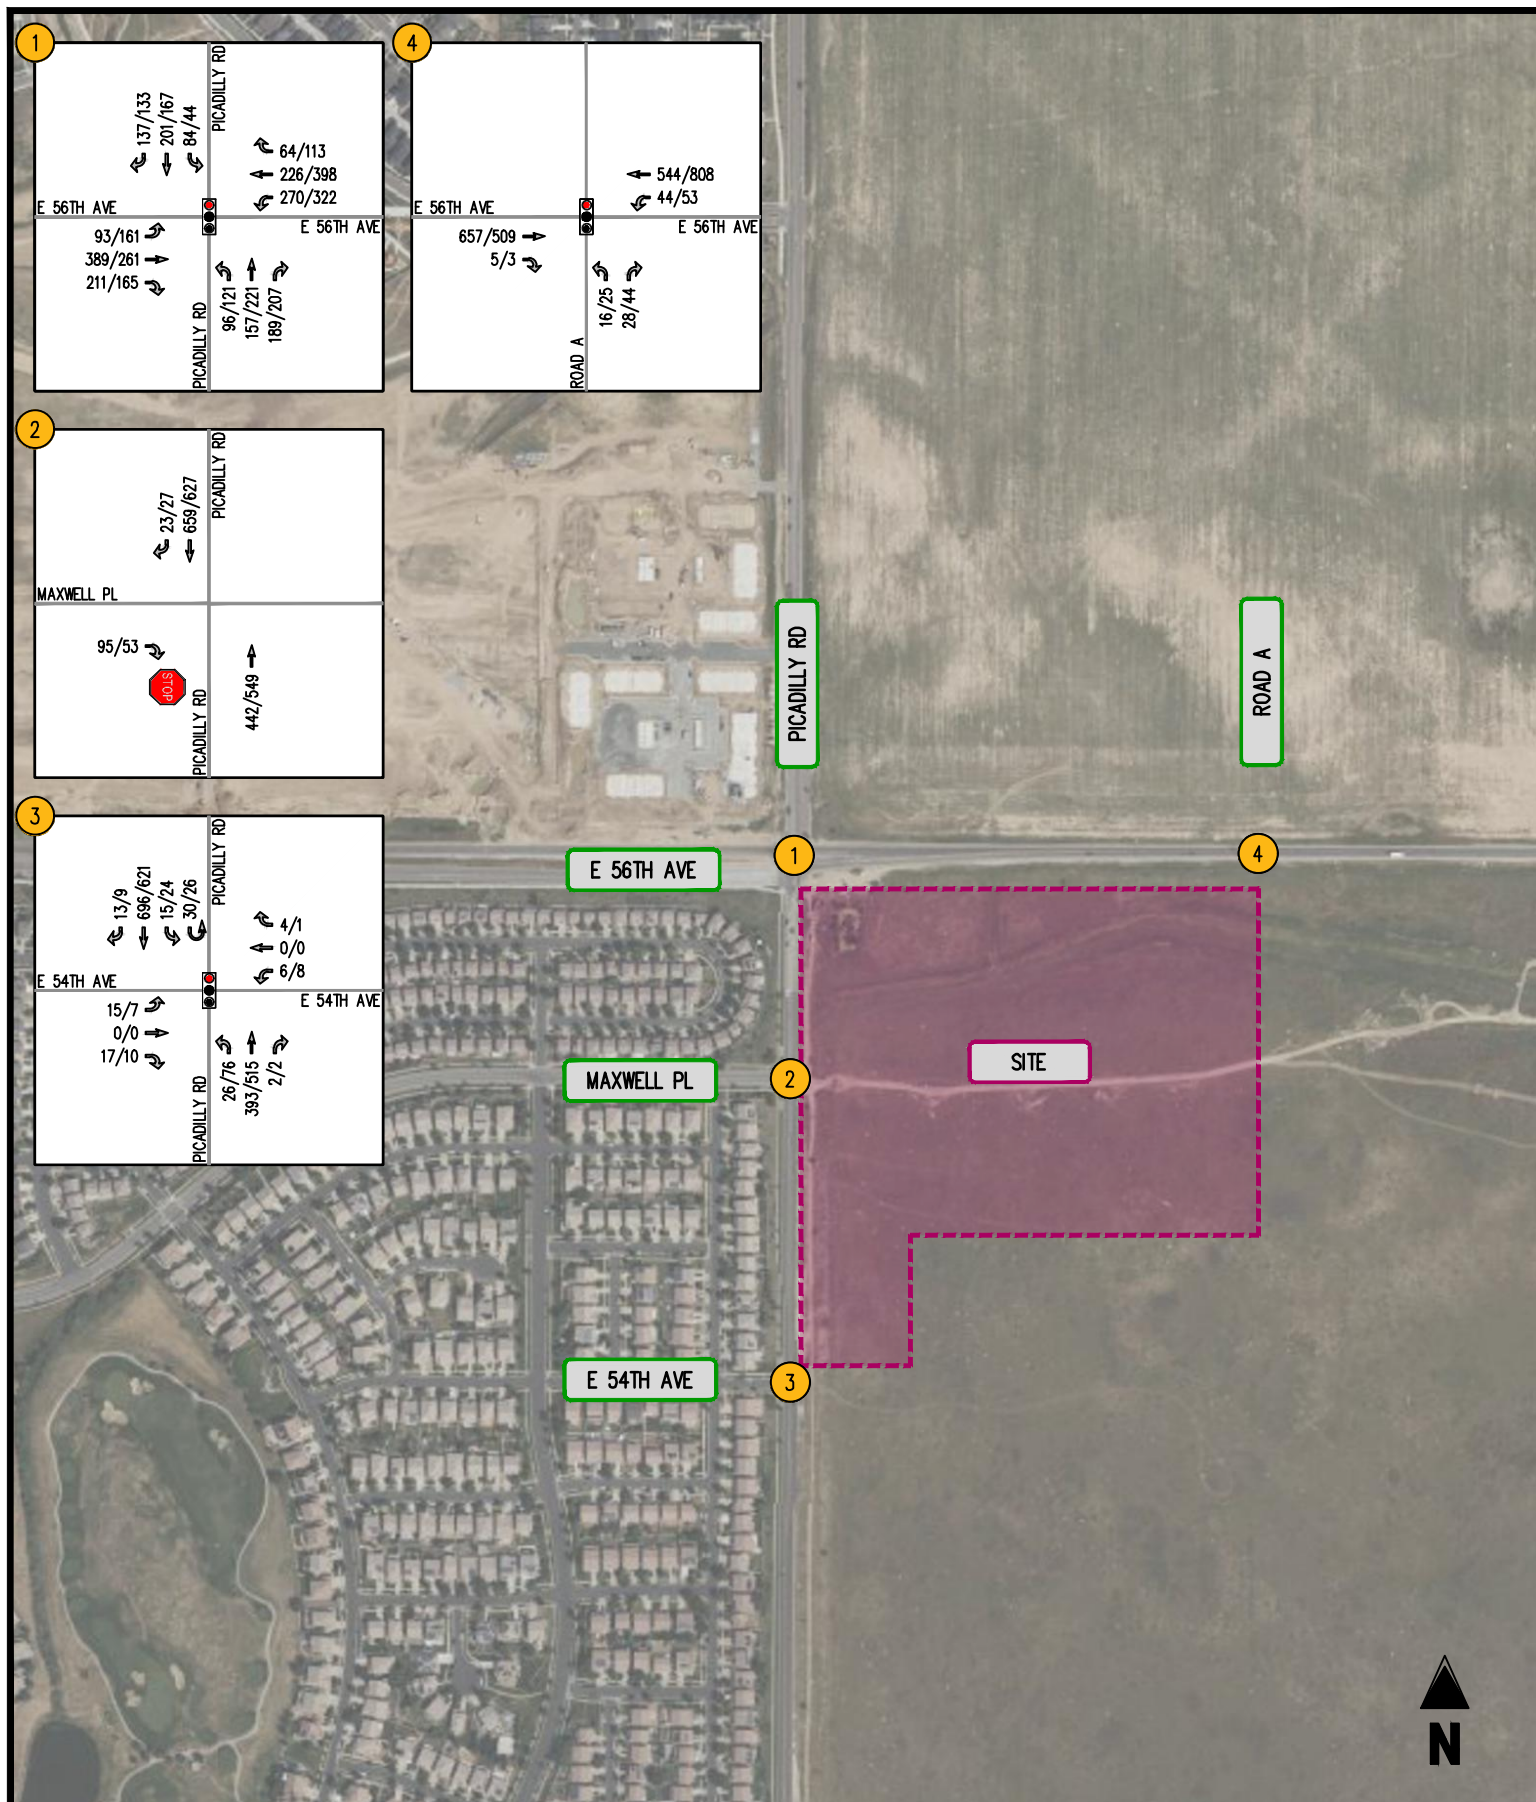 1
PICADILLY RD
137/133
201/167
84/44
64/113
226/398
270/322
E 56TH AVE
E 56TH AVE
93/161
389/261
211/165
96/121
157/221
189/207
PICADILLY RD
4
544/808
44/53
E 56TH AVE
E 56TH AVE
657/509
5/3
16/25
28/44
ROAD A
2
PICADILLY RD
23/27
659/627
MAXWELL PL
95/53
STOP
442/549
PICADILLY RD
3
PICADILLY RD
13/9
696/621
15/24
30/26
4/1
0/0
6/8
E 54TH AVE
E 54TH AVE
15/7
0/0
17/10
26/76
393/515
2/2
PICADILLY RD
PICADILLY RD
ROAD A
E 56TH AVE
1
4
MAXWELL PL
2
SITE
E 54TH AVE
3
N